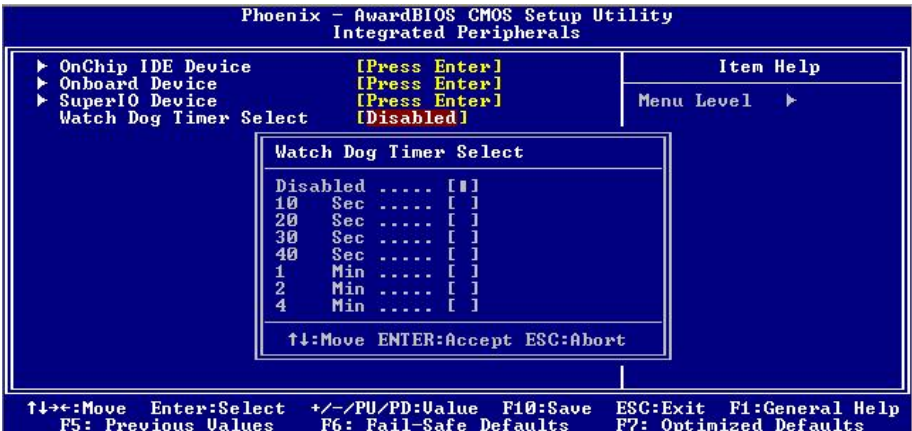 Phoenix - AwardBIOS CMOS Setup Utility
Integrated Peripherals
► OnChip IDE Device [Press Enter]
► Onboard Device [Press Enter]
► SuperIO Device [Press Enter]
Watch Dog Timer Select [Disabled]
Item Help
Menu Level ►
Watch Dog Timer Select
Disabled ..... [▮]
10 Sec ..... [ ]
20 Sec ..... [ ]
30 Sec ..... [ ]
40 Sec ..... [ ]
1 Min ..... [ ]
2 Min ..... [ ]
4 Min ..... [ ]
↑↓:Move ENTER:Accept ESC:Abort
↑↓→←:Move Enter:Select +/-/PU/PD:Value F10:Save ESC:Exit F1:General Help
F5: Previous Values F6: Fail-Safe Defaults F7: Optimized Defaults